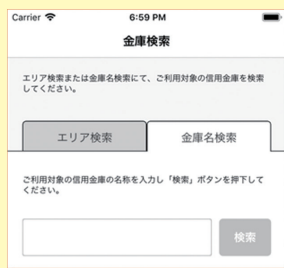 Carrier 6:59 PM
金庫検索
エリア検索または金庫名検索にて、ご利用対象の信用金庫を検索
してください。
エリア検索 金庫名検索
ご利用対象の信用金庫の名称を入力し「検索」ボタンを押下して
ください。
検索